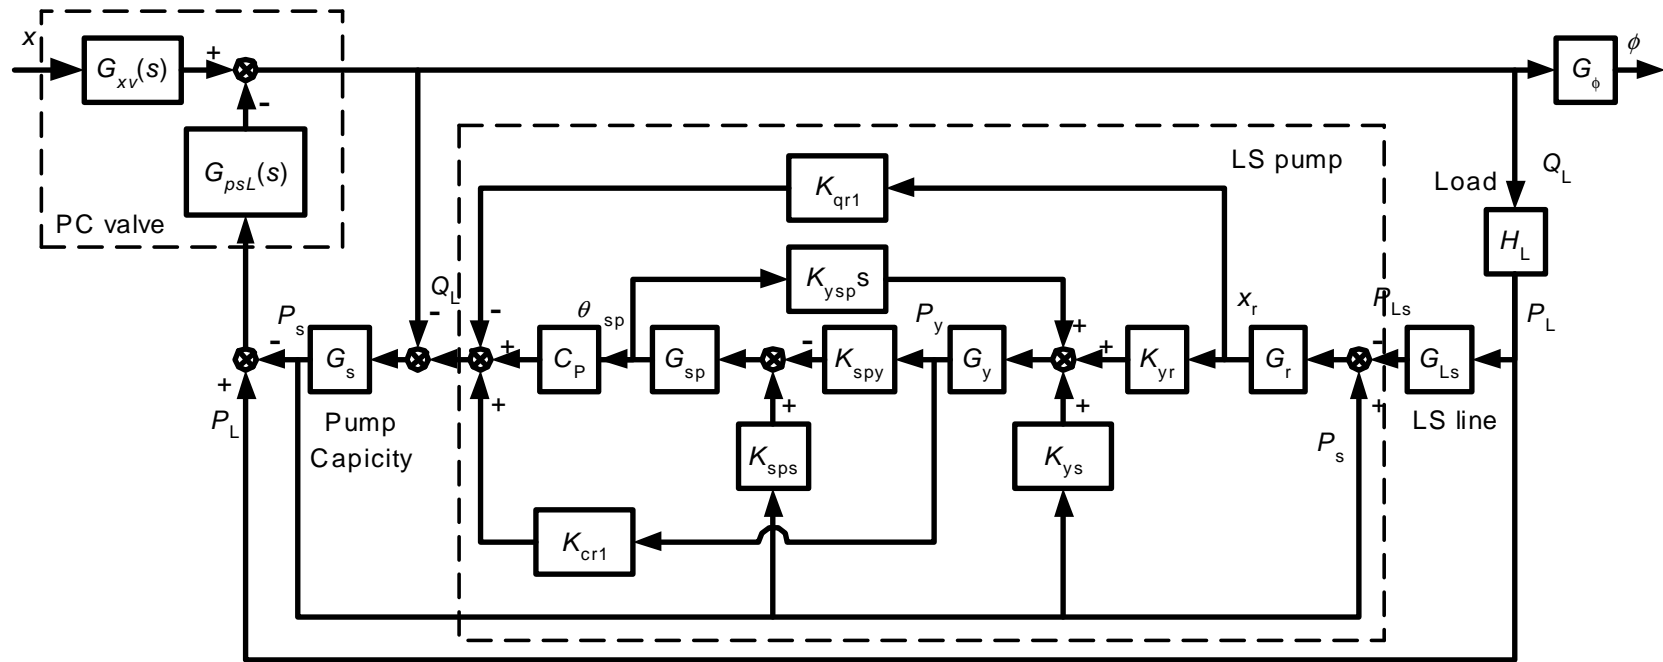 x
G_xv(s)
+
-
G_psL(s)
PC valve
G_ϕ
ϕ
LS pump
K_qr1
Load
Q_L
H_L
K_ysp s
Q_L
-
-
θ_sp
P_y
+
x_r
P_Ls
P_L
P_s
-
G_s
+
C_P
G_sp
-
K_spy
G_y
+
K_yr
G_r
-
G_Ls
+
P_L
Pump
Capicity
+
+
K_sps
+
K_ys
P_s
+
LS line
K_cr1